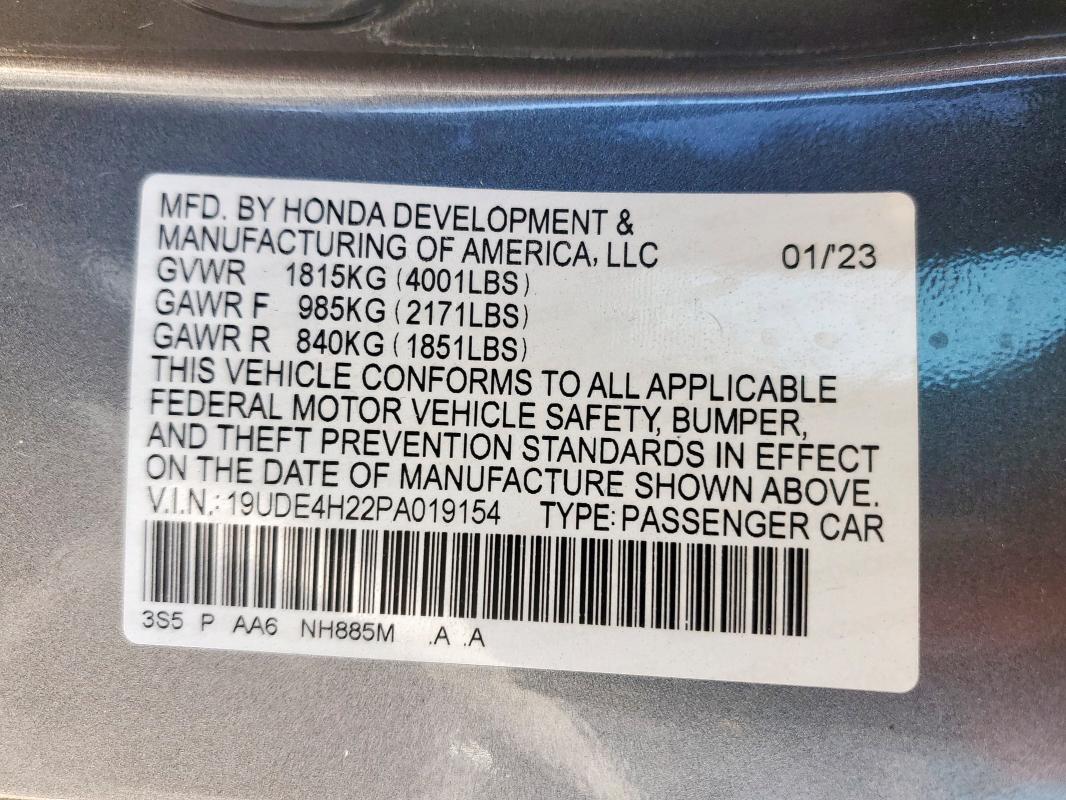 MFD. BY HONDA DEVELOPMENT &
MANUFACTURING OF AMERICA, LLC 01/'23
GVWR 1815KG (4001LBS)
GAWR F 985KG (2171LBS)
GAWR R 840KG (1851LBS)
THIS VEHICLE CONFORMS TO ALL APPLICABLE
FEDERAL MOTOR VEHICLE SAFETY, BUMPER,
AND THEFT PREVENTION STANDARDS IN EFFECT
ON THE DATE OF MANUFACTURE SHOWN ABOVE.
V.I.N.: 19UDE4H22PA019154 TYPE: PASSENGER CAR
3S5 P AA6 NH885M .A .A